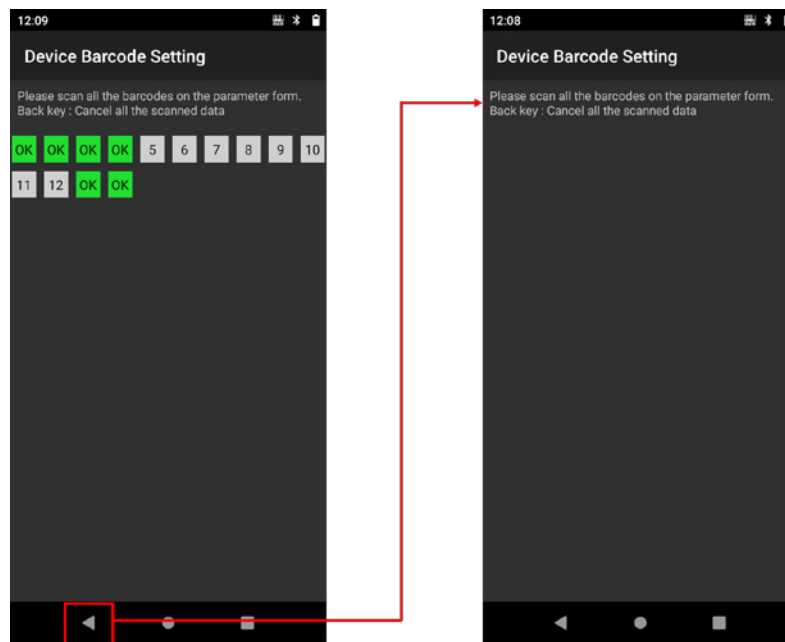 12:09
Device Barcode Setting
Please scan all the barcodes on the parameter form.
Back key : Cancel all the scanned data
OK OK OK OK 5 6 7 8 9 10
11 12 OK OK
12:08
Device Barcode Setting
Please scan all the barcodes on the parameter form.
Back key : Cancel all the scanned data